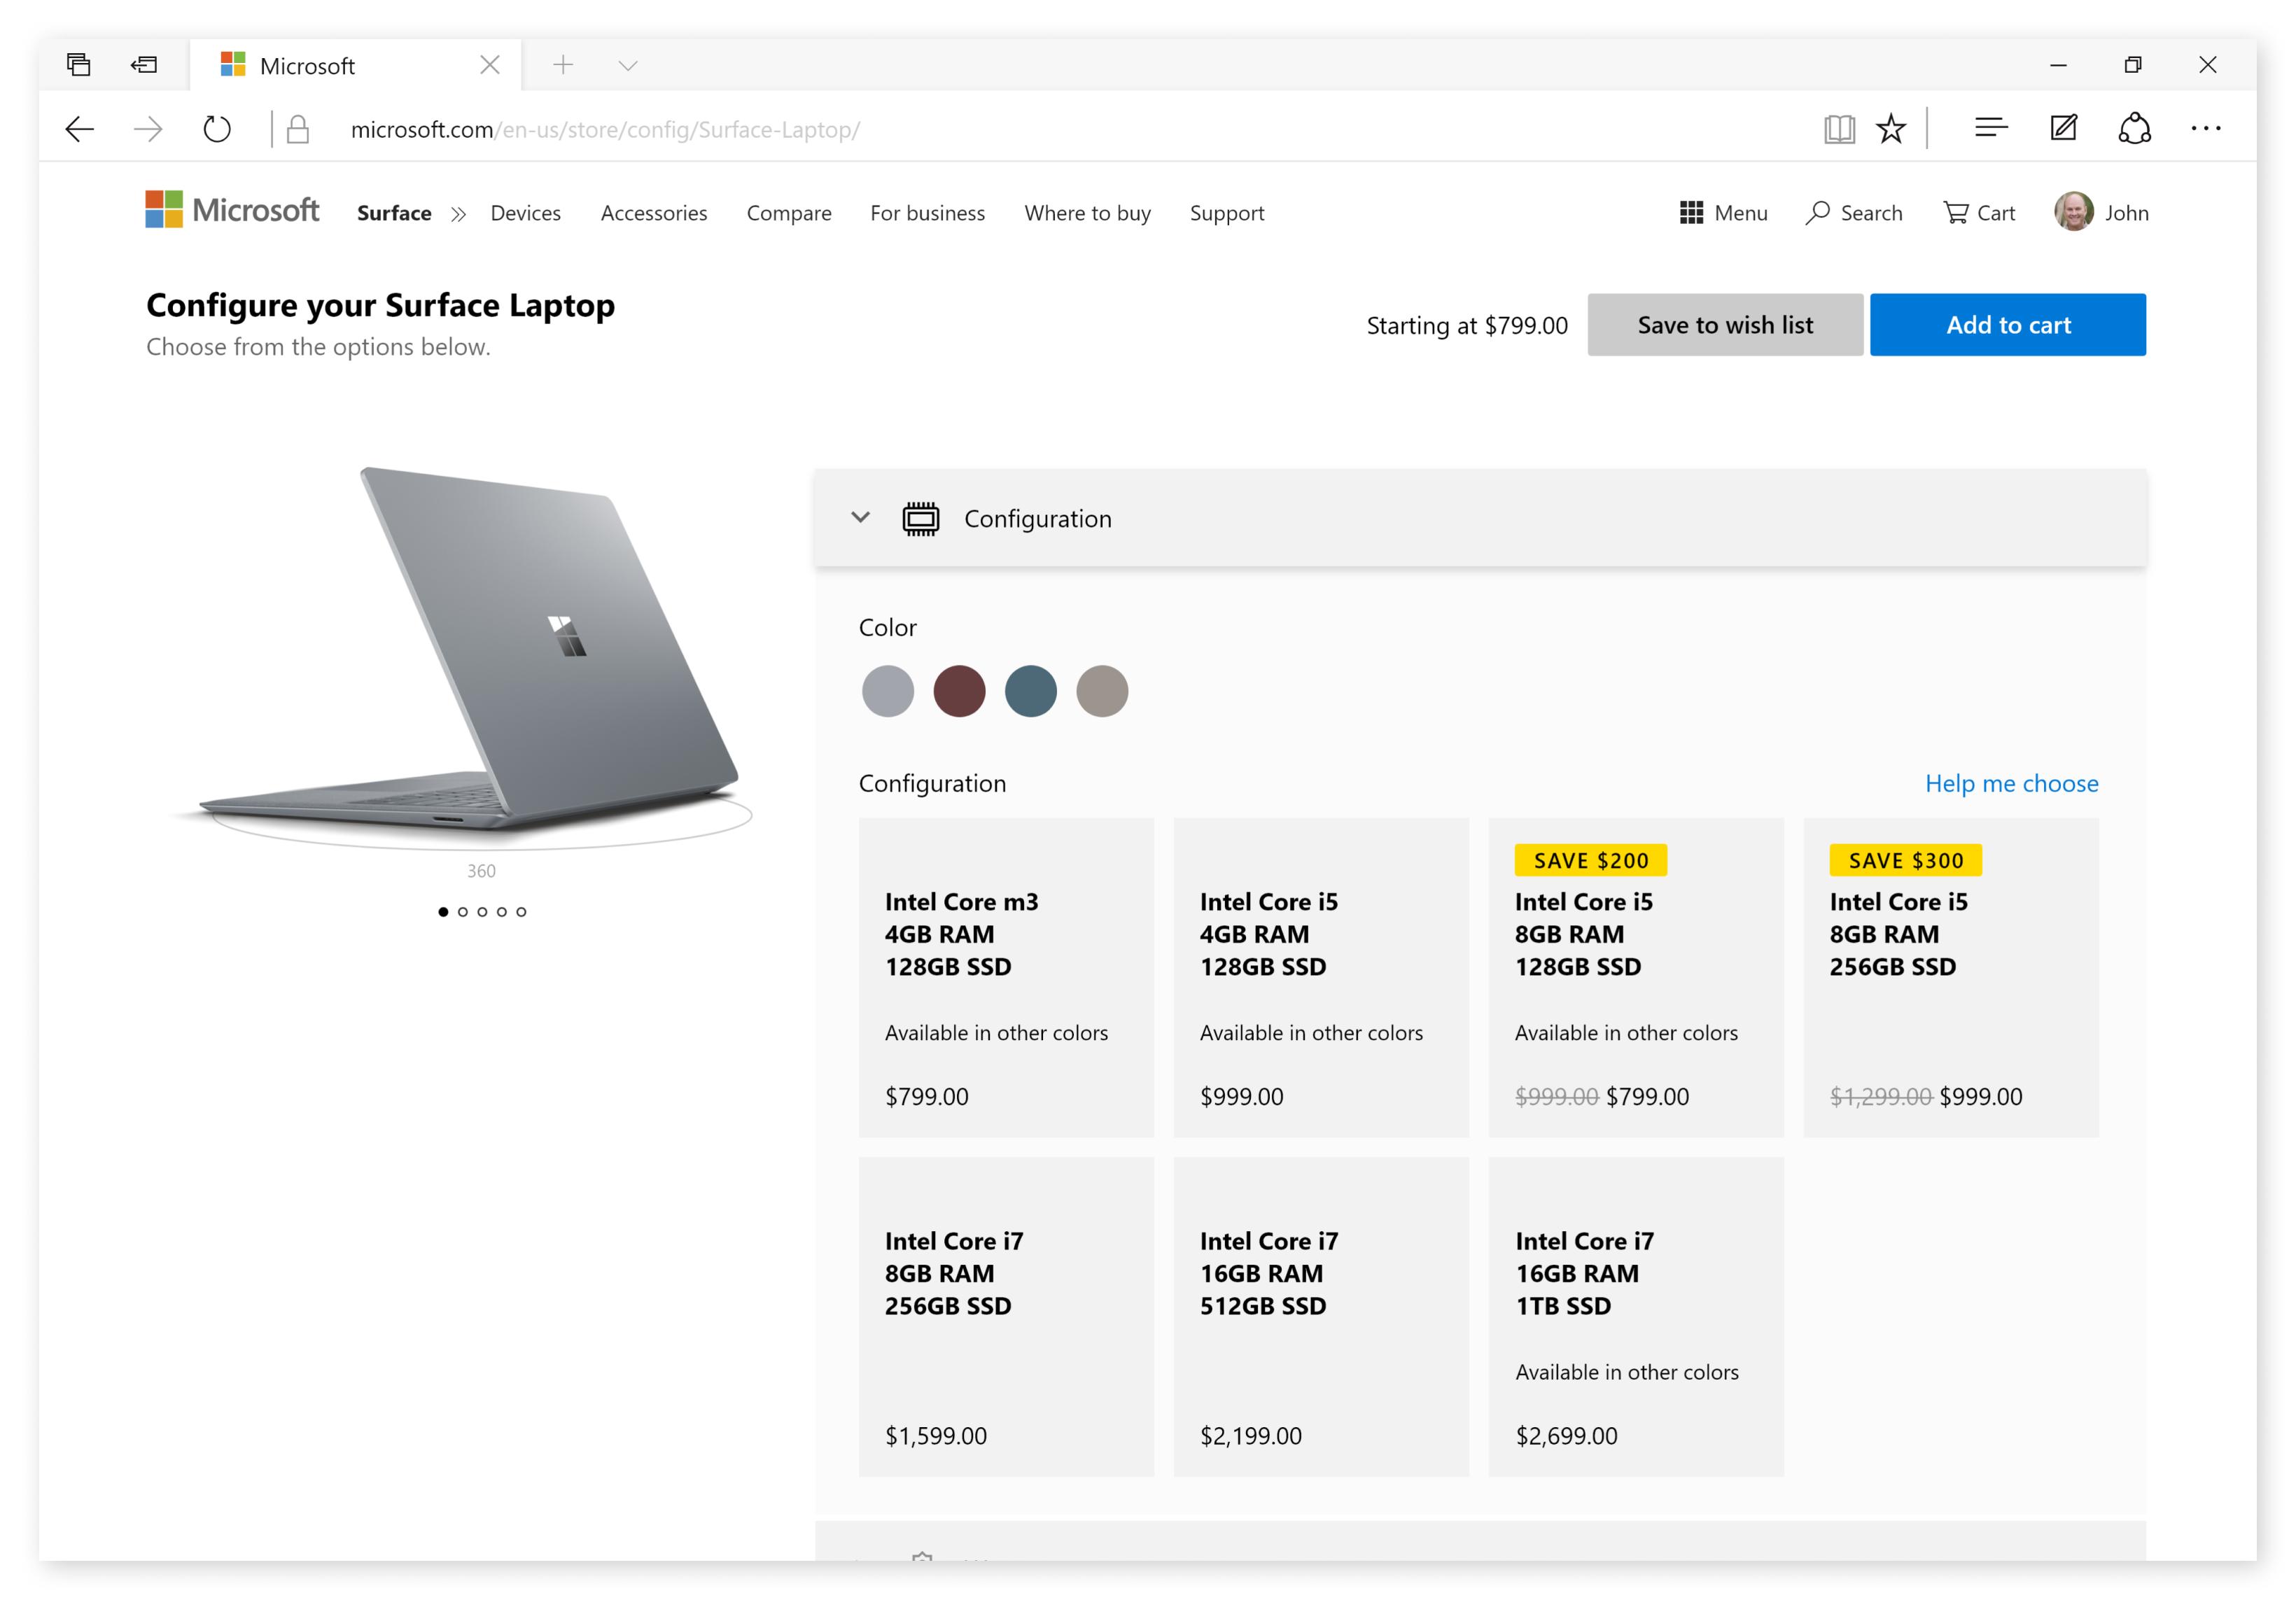 Microsoft
microsoft.com/en-us/store/config/Surface-Laptop/
Microsoft Surface Devices Accessories Compare For business Where to buy Support Menu Search Cart John
Configure your Surface Laptop
Choose from the options below.
Starting at $799.00 Save to wish list Add to cart
360
Configuration
Color
Configuration Help me choose
Intel Core m3
4GB RAM
128GB SSD
Available in other colors
$799.00
Intel Core i5
4GB RAM
128GB SSD
Available in other colors
$999.00
SAVE $200
Intel Core i5
8GB RAM
128GB SSD
Available in other colors
$999.00 $799.00
SAVE $300
Intel Core i5
8GB RAM
256GB SSD
$1,299.00 $999.00
Intel Core i7
8GB RAM
256GB SSD
$1,599.00
Intel Core i7
16GB RAM
512GB SSD
$2,199.00
Intel Core i7
16GB RAM
1TB SSD
Available in other colors
$2,699.00